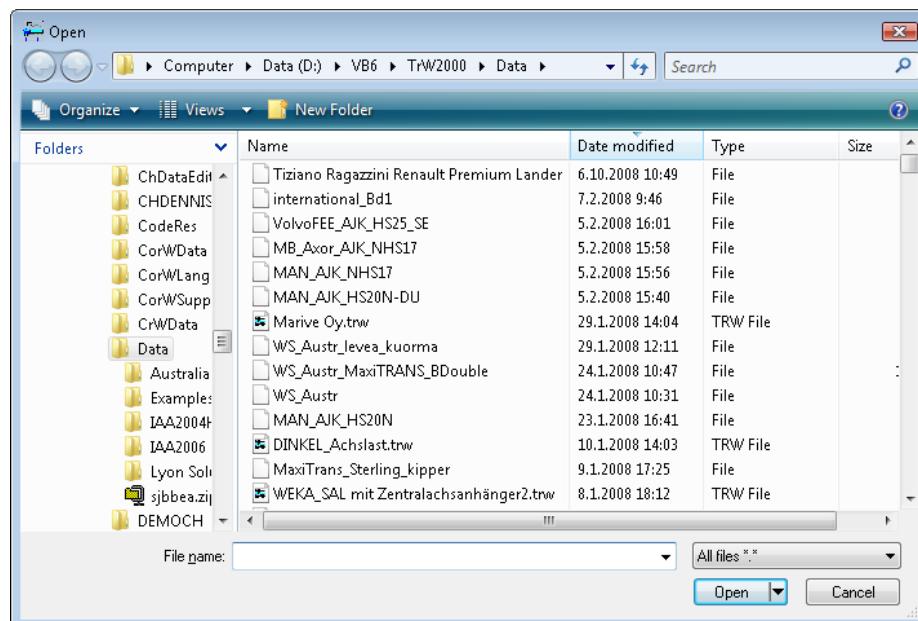 Open
Computer Data (D:) VB6 TrW2000 Data Search
Organize Views New Folder
Folders
Name Date modified Type Size
ChDataEdit
CHDENNIS
CodeRes
CorWData
CorWLang
CorWSupp
CrWData
Data
Australia
Examples
IAA2004H
IAA2006
Lyon Solu
sjbbea.zip
DEMOCH
Tiziano Ragazzini Renault Premium Lander 6.10.2008 10:49 File
international_Bd1 7.2.2008 9:46 File
VolvoFEE_AJK_HS25_SE 5.2.2008 16:01 File
MB_Axor_AJK_NHS17 5.2.2008 15:58 File
MAN_AJK_NHS17 5.2.2008 15:56 File
MAN_AJK_HS20N-DU 5.2.2008 15:40 File
Marive Oy.trw 29.1.2008 14:04 TRW File
WS_Austr_levea_kuorma 29.1.2008 12:11 File
WS_Austr_MaxiTRANS_BDouble 24.1.2008 10:47 File
WS_Austr 24.1.2008 10:31 File
MAN_AJK_HS20N 23.1.2008 16:41 File
DINKEL_Achslast.trw 10.1.2008 14:03 TRW File
MaxiTrans_Sterling_kipper 9.1.2008 17:25 File
WEKA_SAL mit Zentralachsanhänger2.trw 8.1.2008 18:12 TRW File
File name: All files *.*
Open Cancel